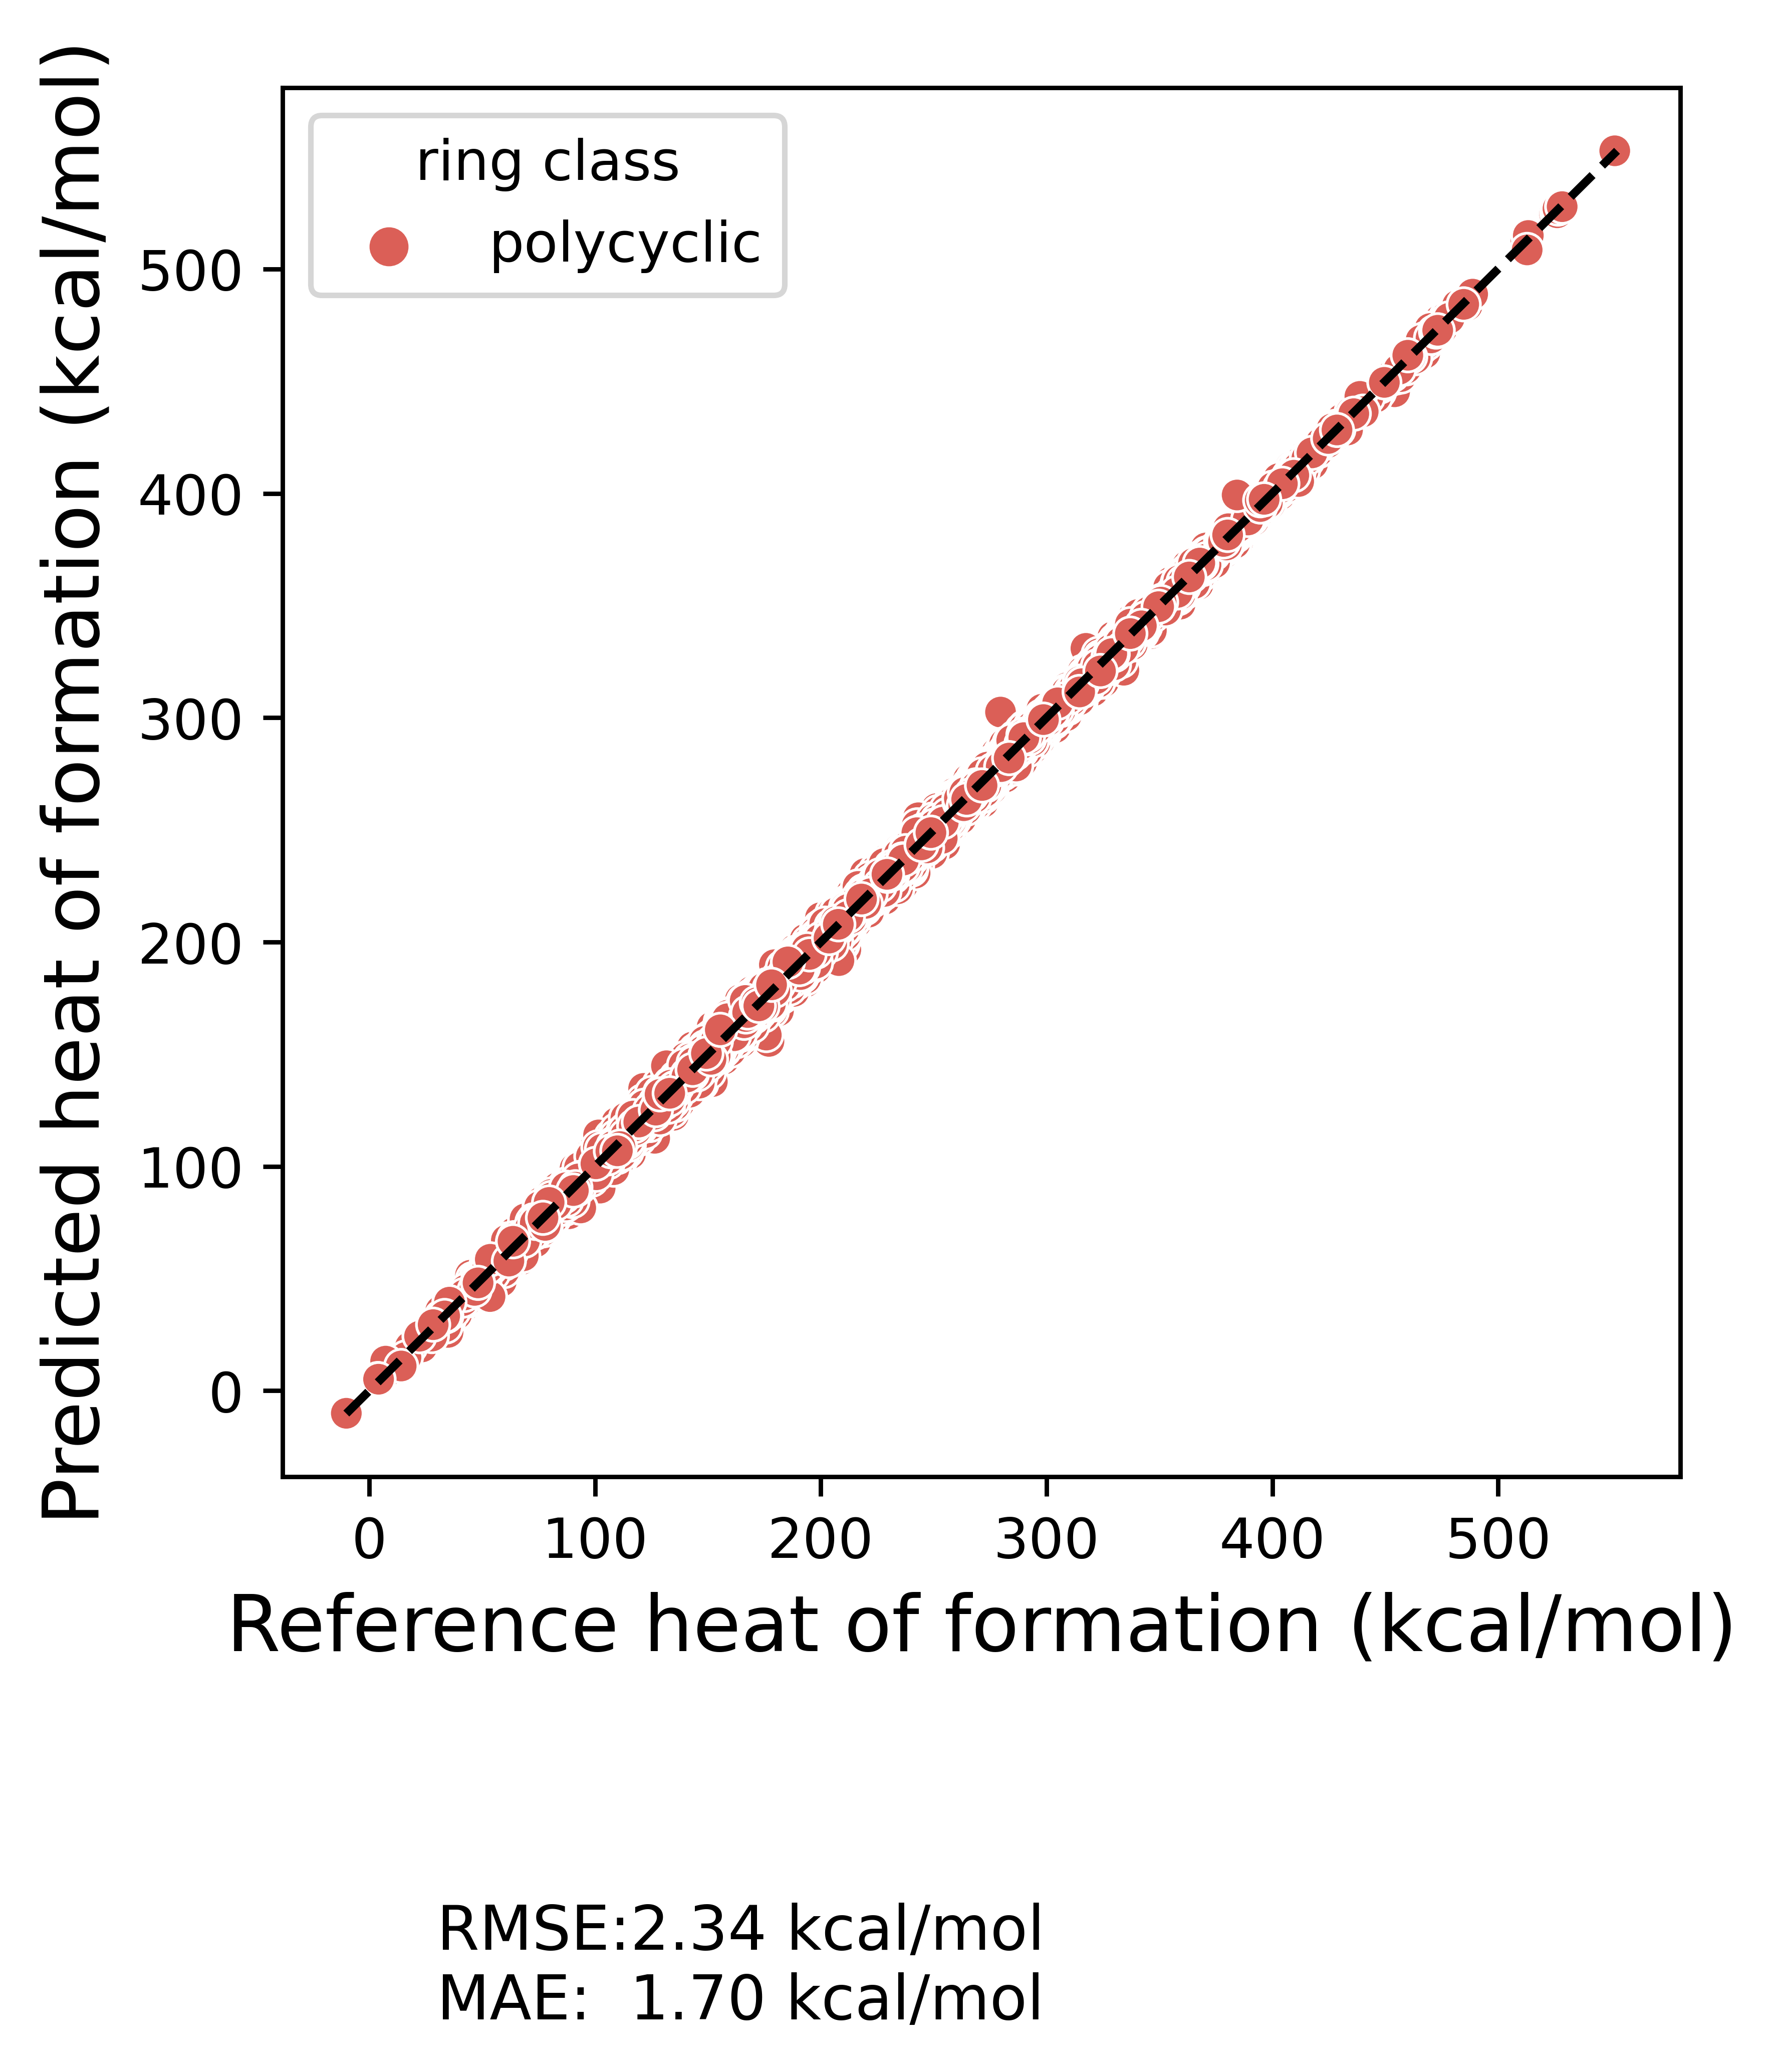 ring class
polycyclic
Predicted heat of formation (kcal/mol)
500
400
300
200
100
0
0 100 200 300 400 500
Reference heat of formation (kcal/mol)
RMSE:2.34 kcal/mol
MAE: 1.70 kcal/mol